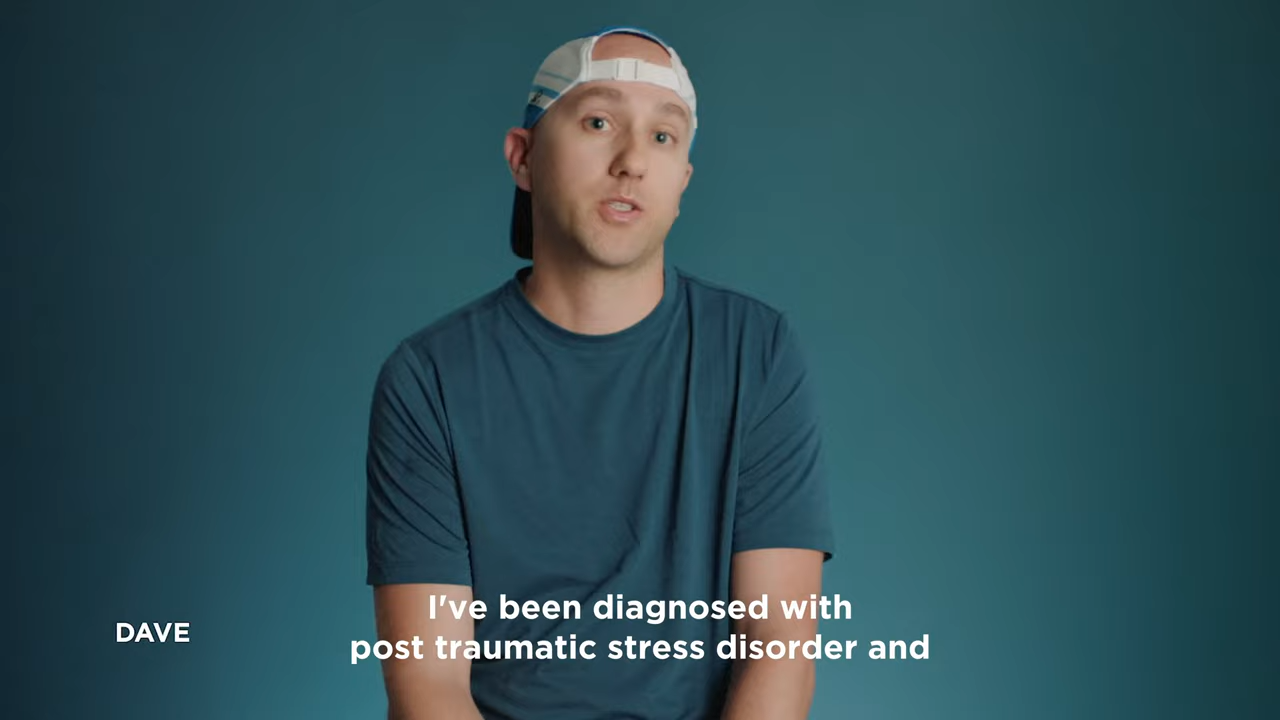 I've been diagnosed with
post traumatic stress disorder and
DAVE